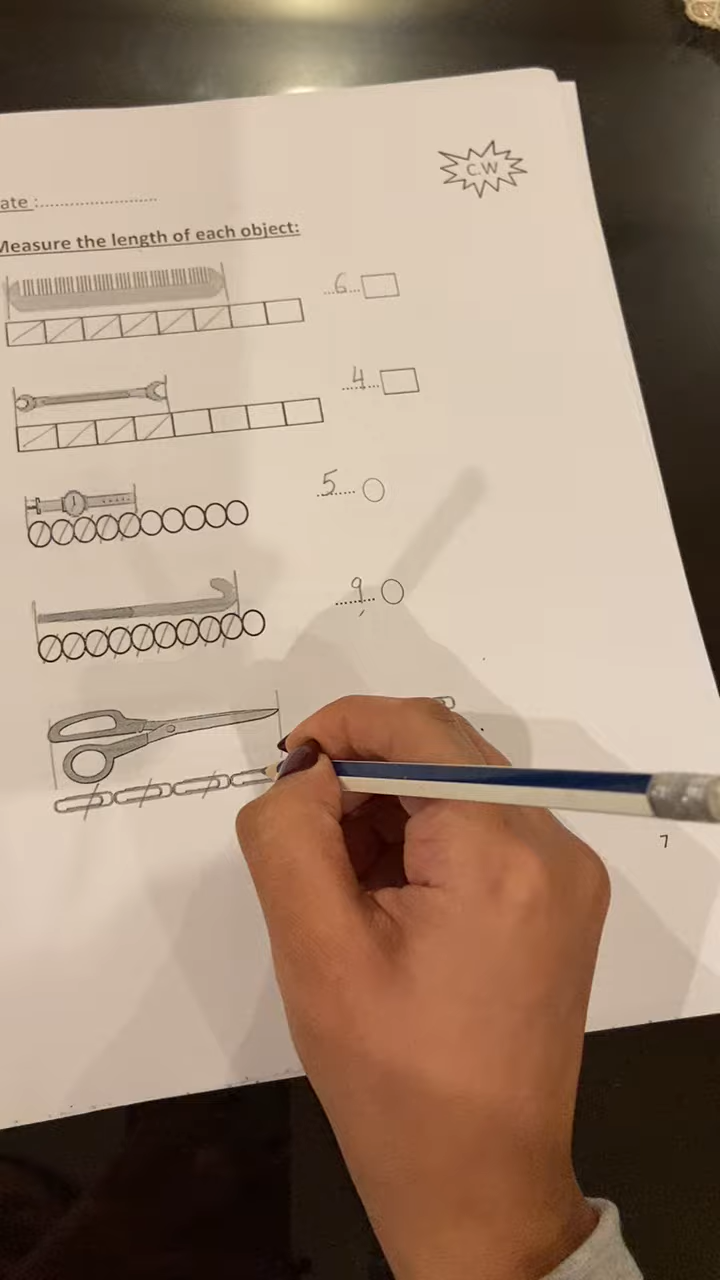 C.W
ate :........................
Measure the length of each object:
...6...
....4....
.5.....
....9....
7